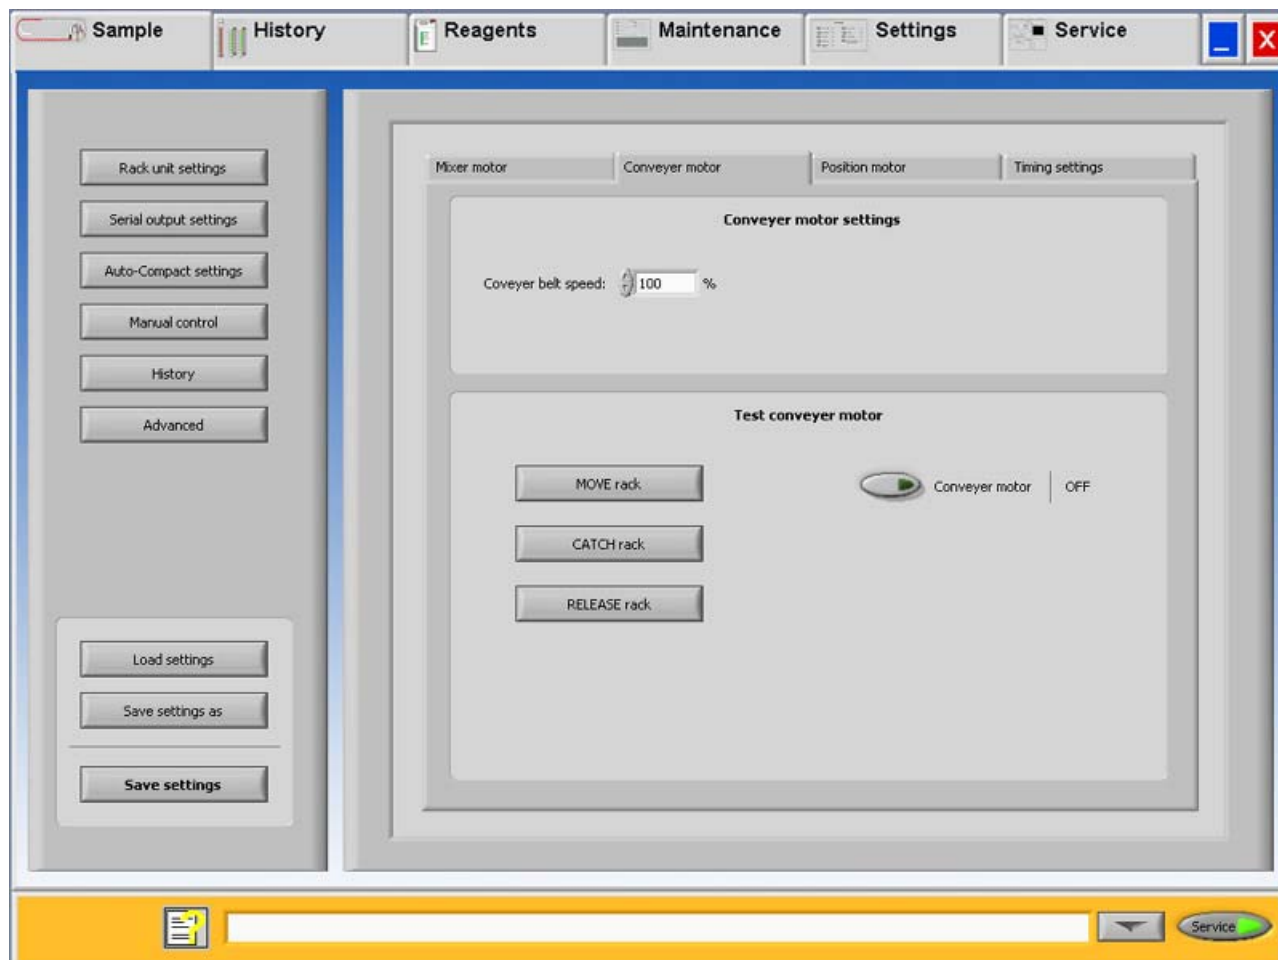 Sample
History
Reagents
Maintenance
Settings
Service
Rack unit settings
Serial output settings
Auto-Compact settings
Manual control
History
Advanced
Load settings
Save settings as
Save settings
Mixer motor
Conveyer motor
Position motor
Timing settings
Conveyer motor settings
Coveyer belt speed: 100 %
Test conveyer motor
MOVE rack
Conveyer motor OFF
CATCH rack
RELEASE rack
Service